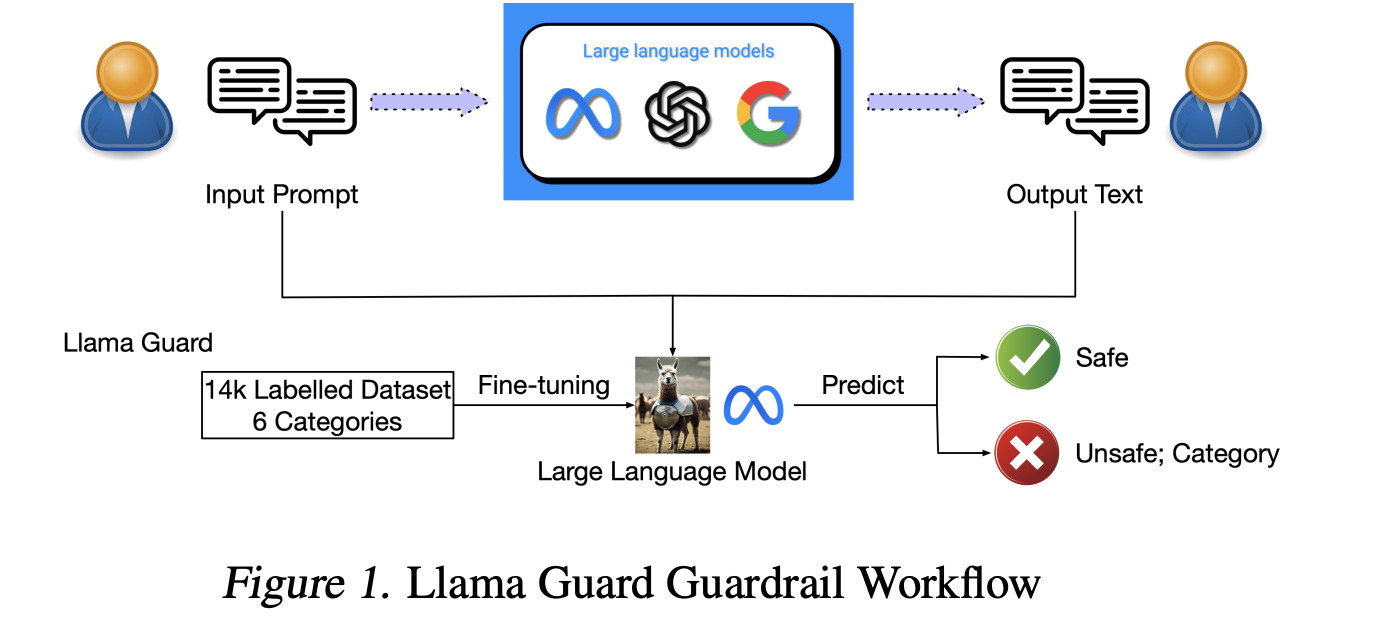 Large language models
Input Prompt
Output Text
Llama Guard
14k Labelled Dataset
6 Categories
Fine-tuning
Large Language Model
Predict
Safe
Unsafe; Category
Figure 1. Llama Guard Guardrail Workflow